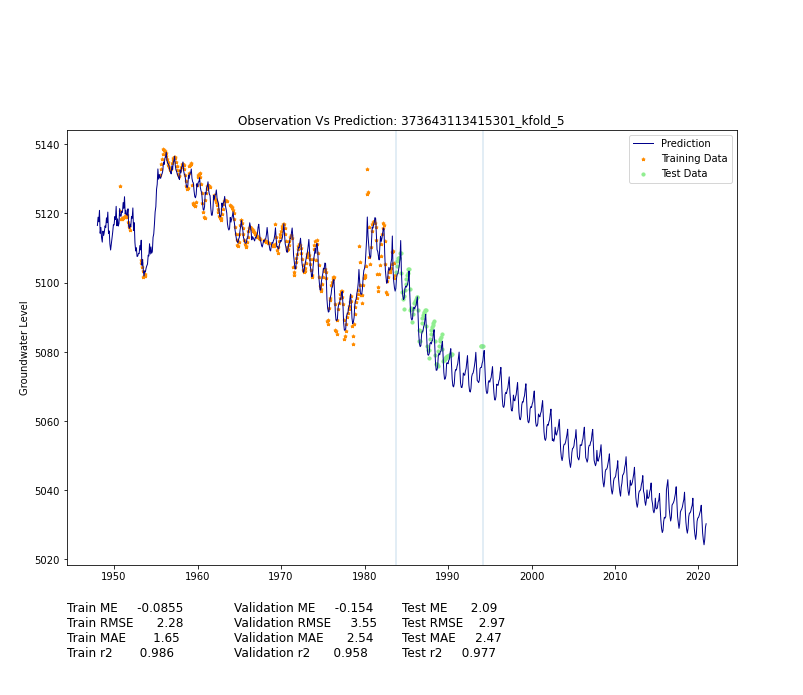 Observation Vs Prediction: 373643113415301_kfold_5
Prediction
Training Data
Test Data
5140
5120
5100
5080
5060
5040
5020
Groundwater Level
1950 1960 1970 1980 1990 2000 2010 2020
Train ME -0.0855 Validation ME -0.154 Test ME 2.09
Train RMSE 2.28 Validation RMSE 3.55 Test RMSE 2.97
Train MAE 1.65 Validation MAE 2.54 Test MAE 2.47
Train r2 0.986 Validation r2 0.958 Test r2 0.977